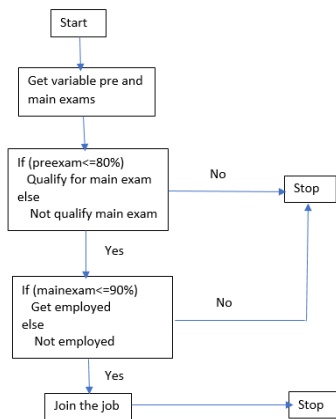 Start
Get variable pre and
main exams
If (preexam<=80%)
Qualify for main exam
else
Not qualify main exam
No
Stop
Yes
If (mainexam<=90%)
Get employed
else
Not employed
No
Yes
Join the job
Stop